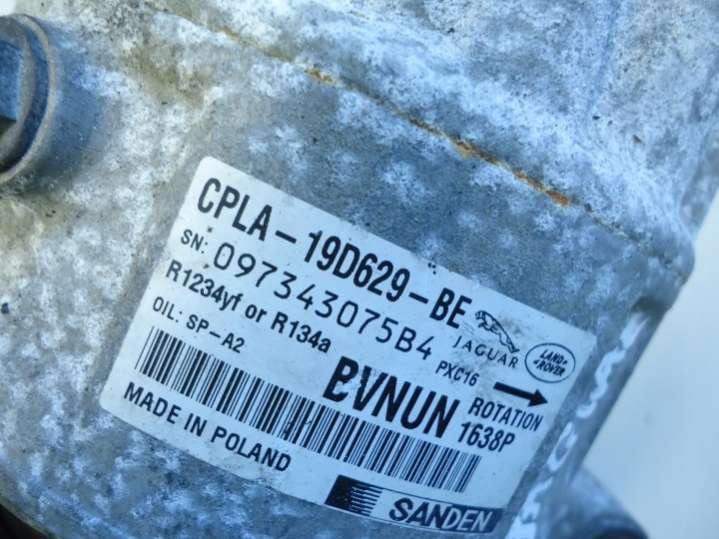 CPLA-19D629-BE
SN: 097343075B4
R1234yf or R134a
OIL: SP-A2
JAGUAR
LAND ROVER
PXC16
ROTATION
BVNUN
1638P
MADE IN POLAND
SANDEN